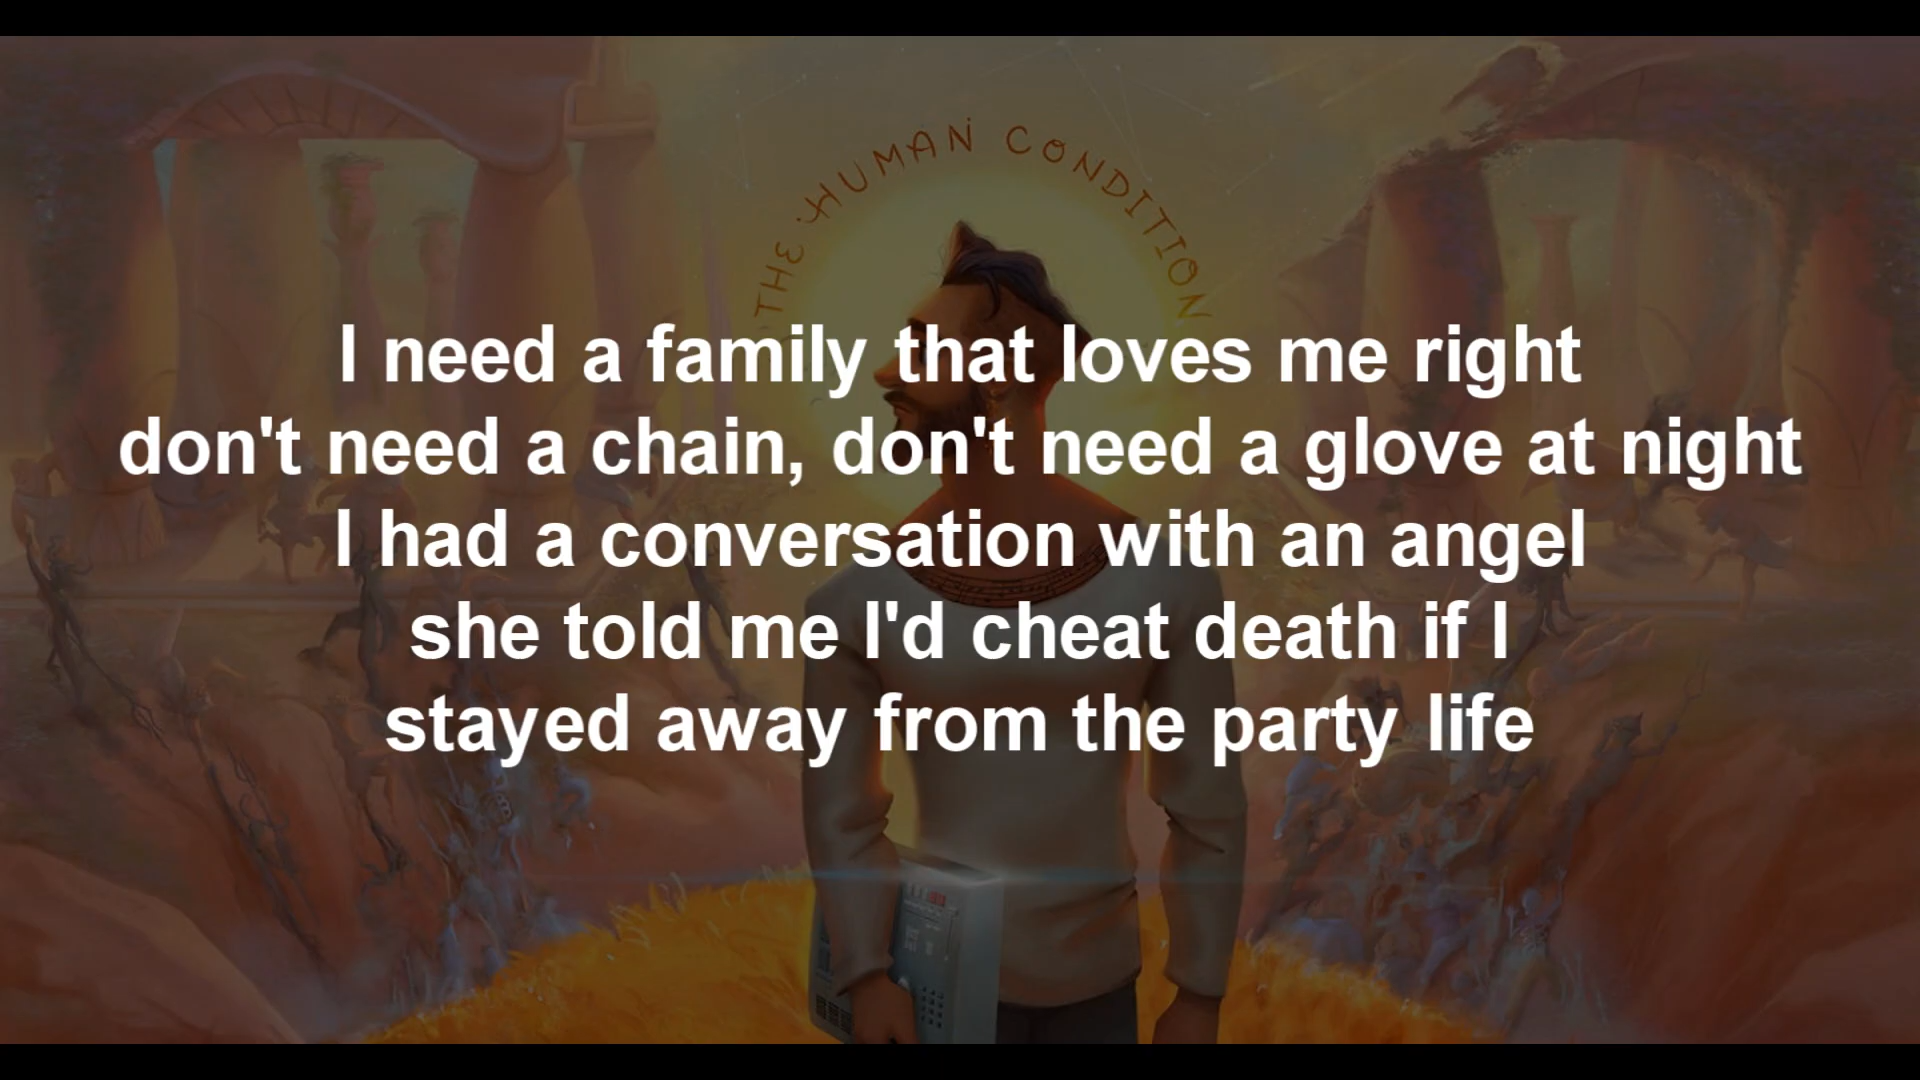 THE HUMAN CONDITION
I need a family that loves me right
don't need a chain, don't need a glove at night
I had a conversation with an angel
she told me I'd cheat death if I
stayed away from the party life